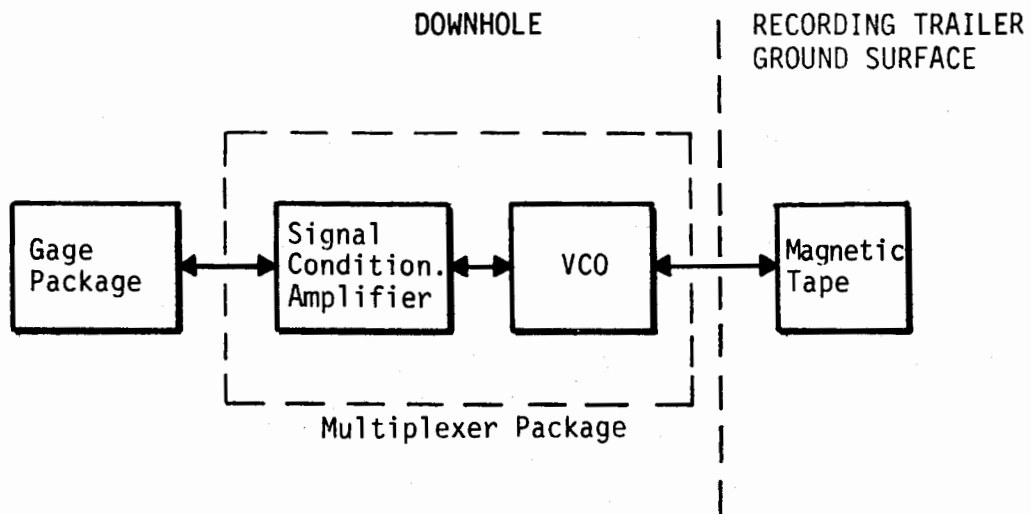 DOWNHOLE
RECORDING TRAILER
GROUND SURFACE
Gage
Package
Signal
Condition.
Amplifier
VCO
Magnetic
Tape
Multiplexer Package